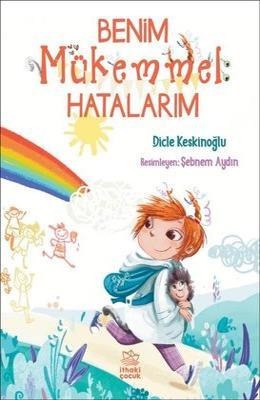 BENİM
Mükemmel
HATALARIM
Dicle Keskinoğlu
Resimleyen: Şebnem Aydın
ithaki
çocuk